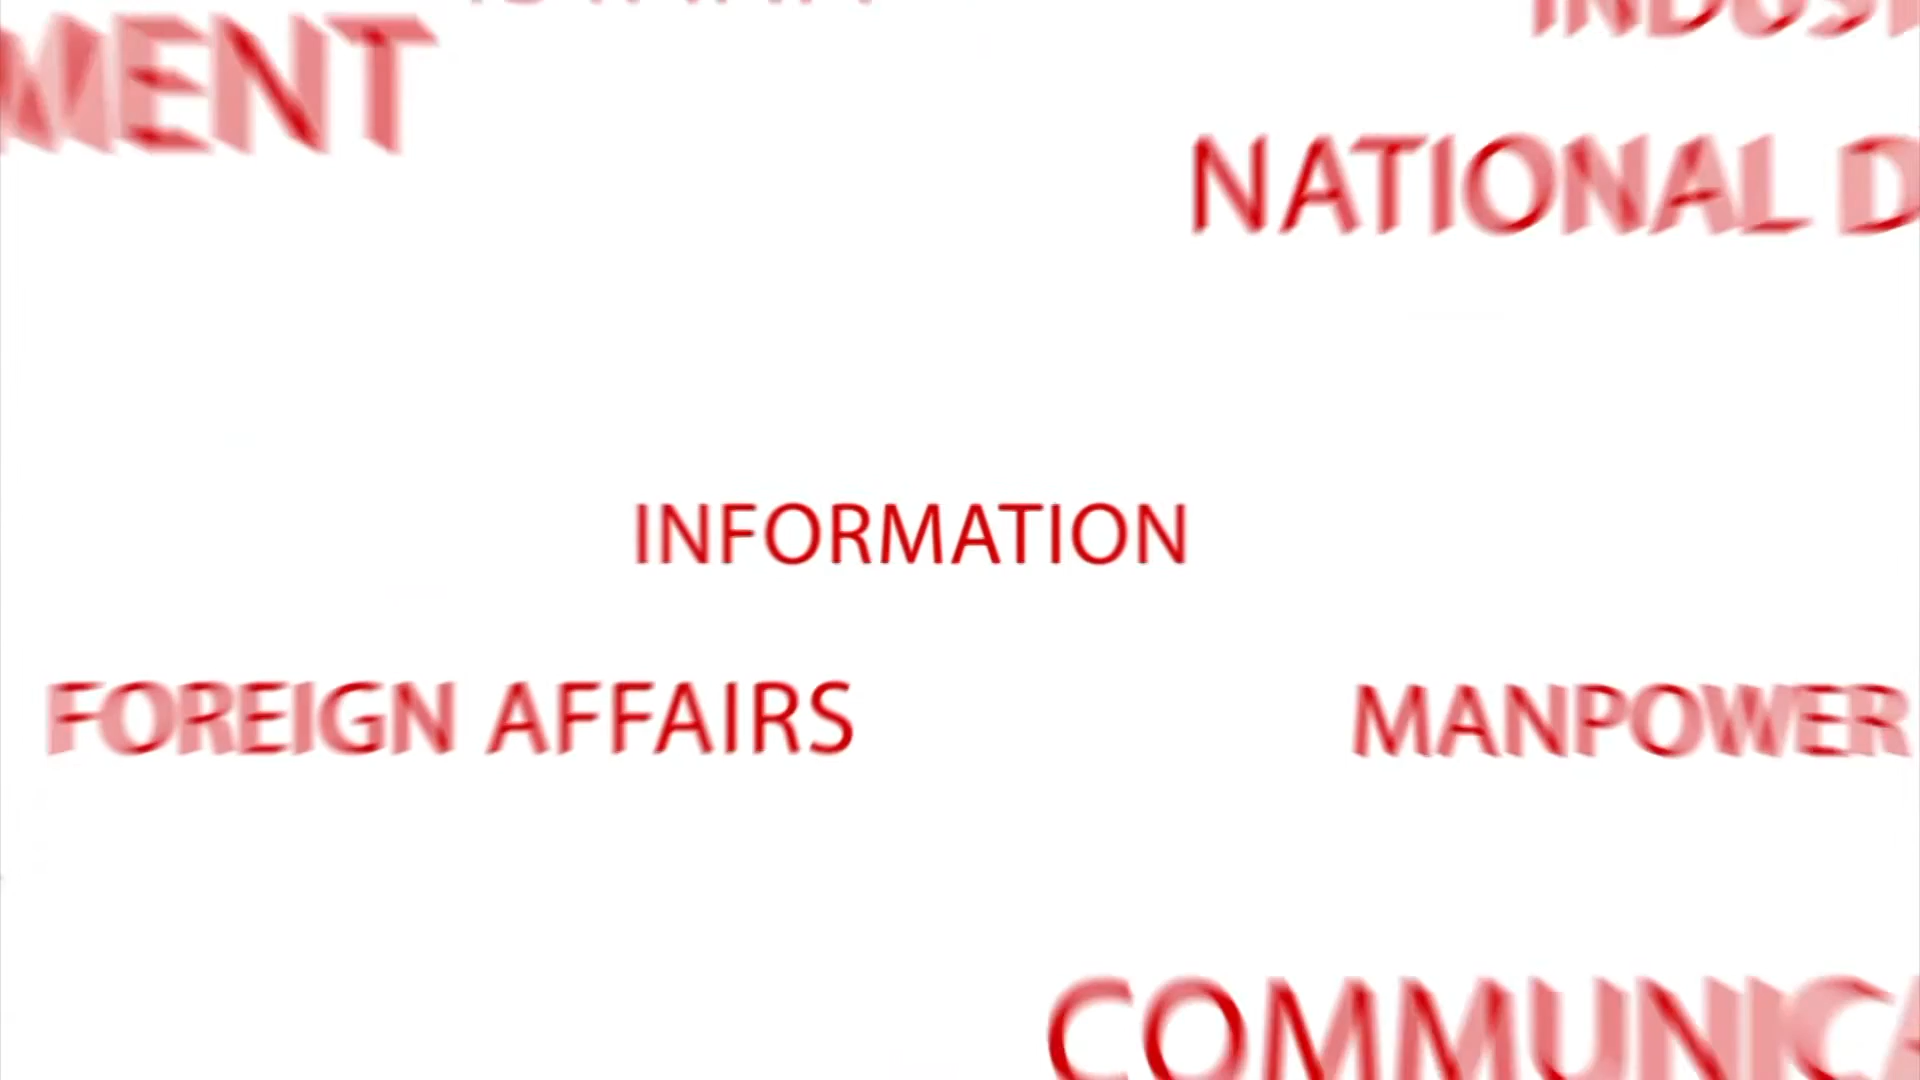 MENT
NATIONAL D
INFORMATION
FOREIGN AFFAIRS
MANPOWER
COMMUNICA